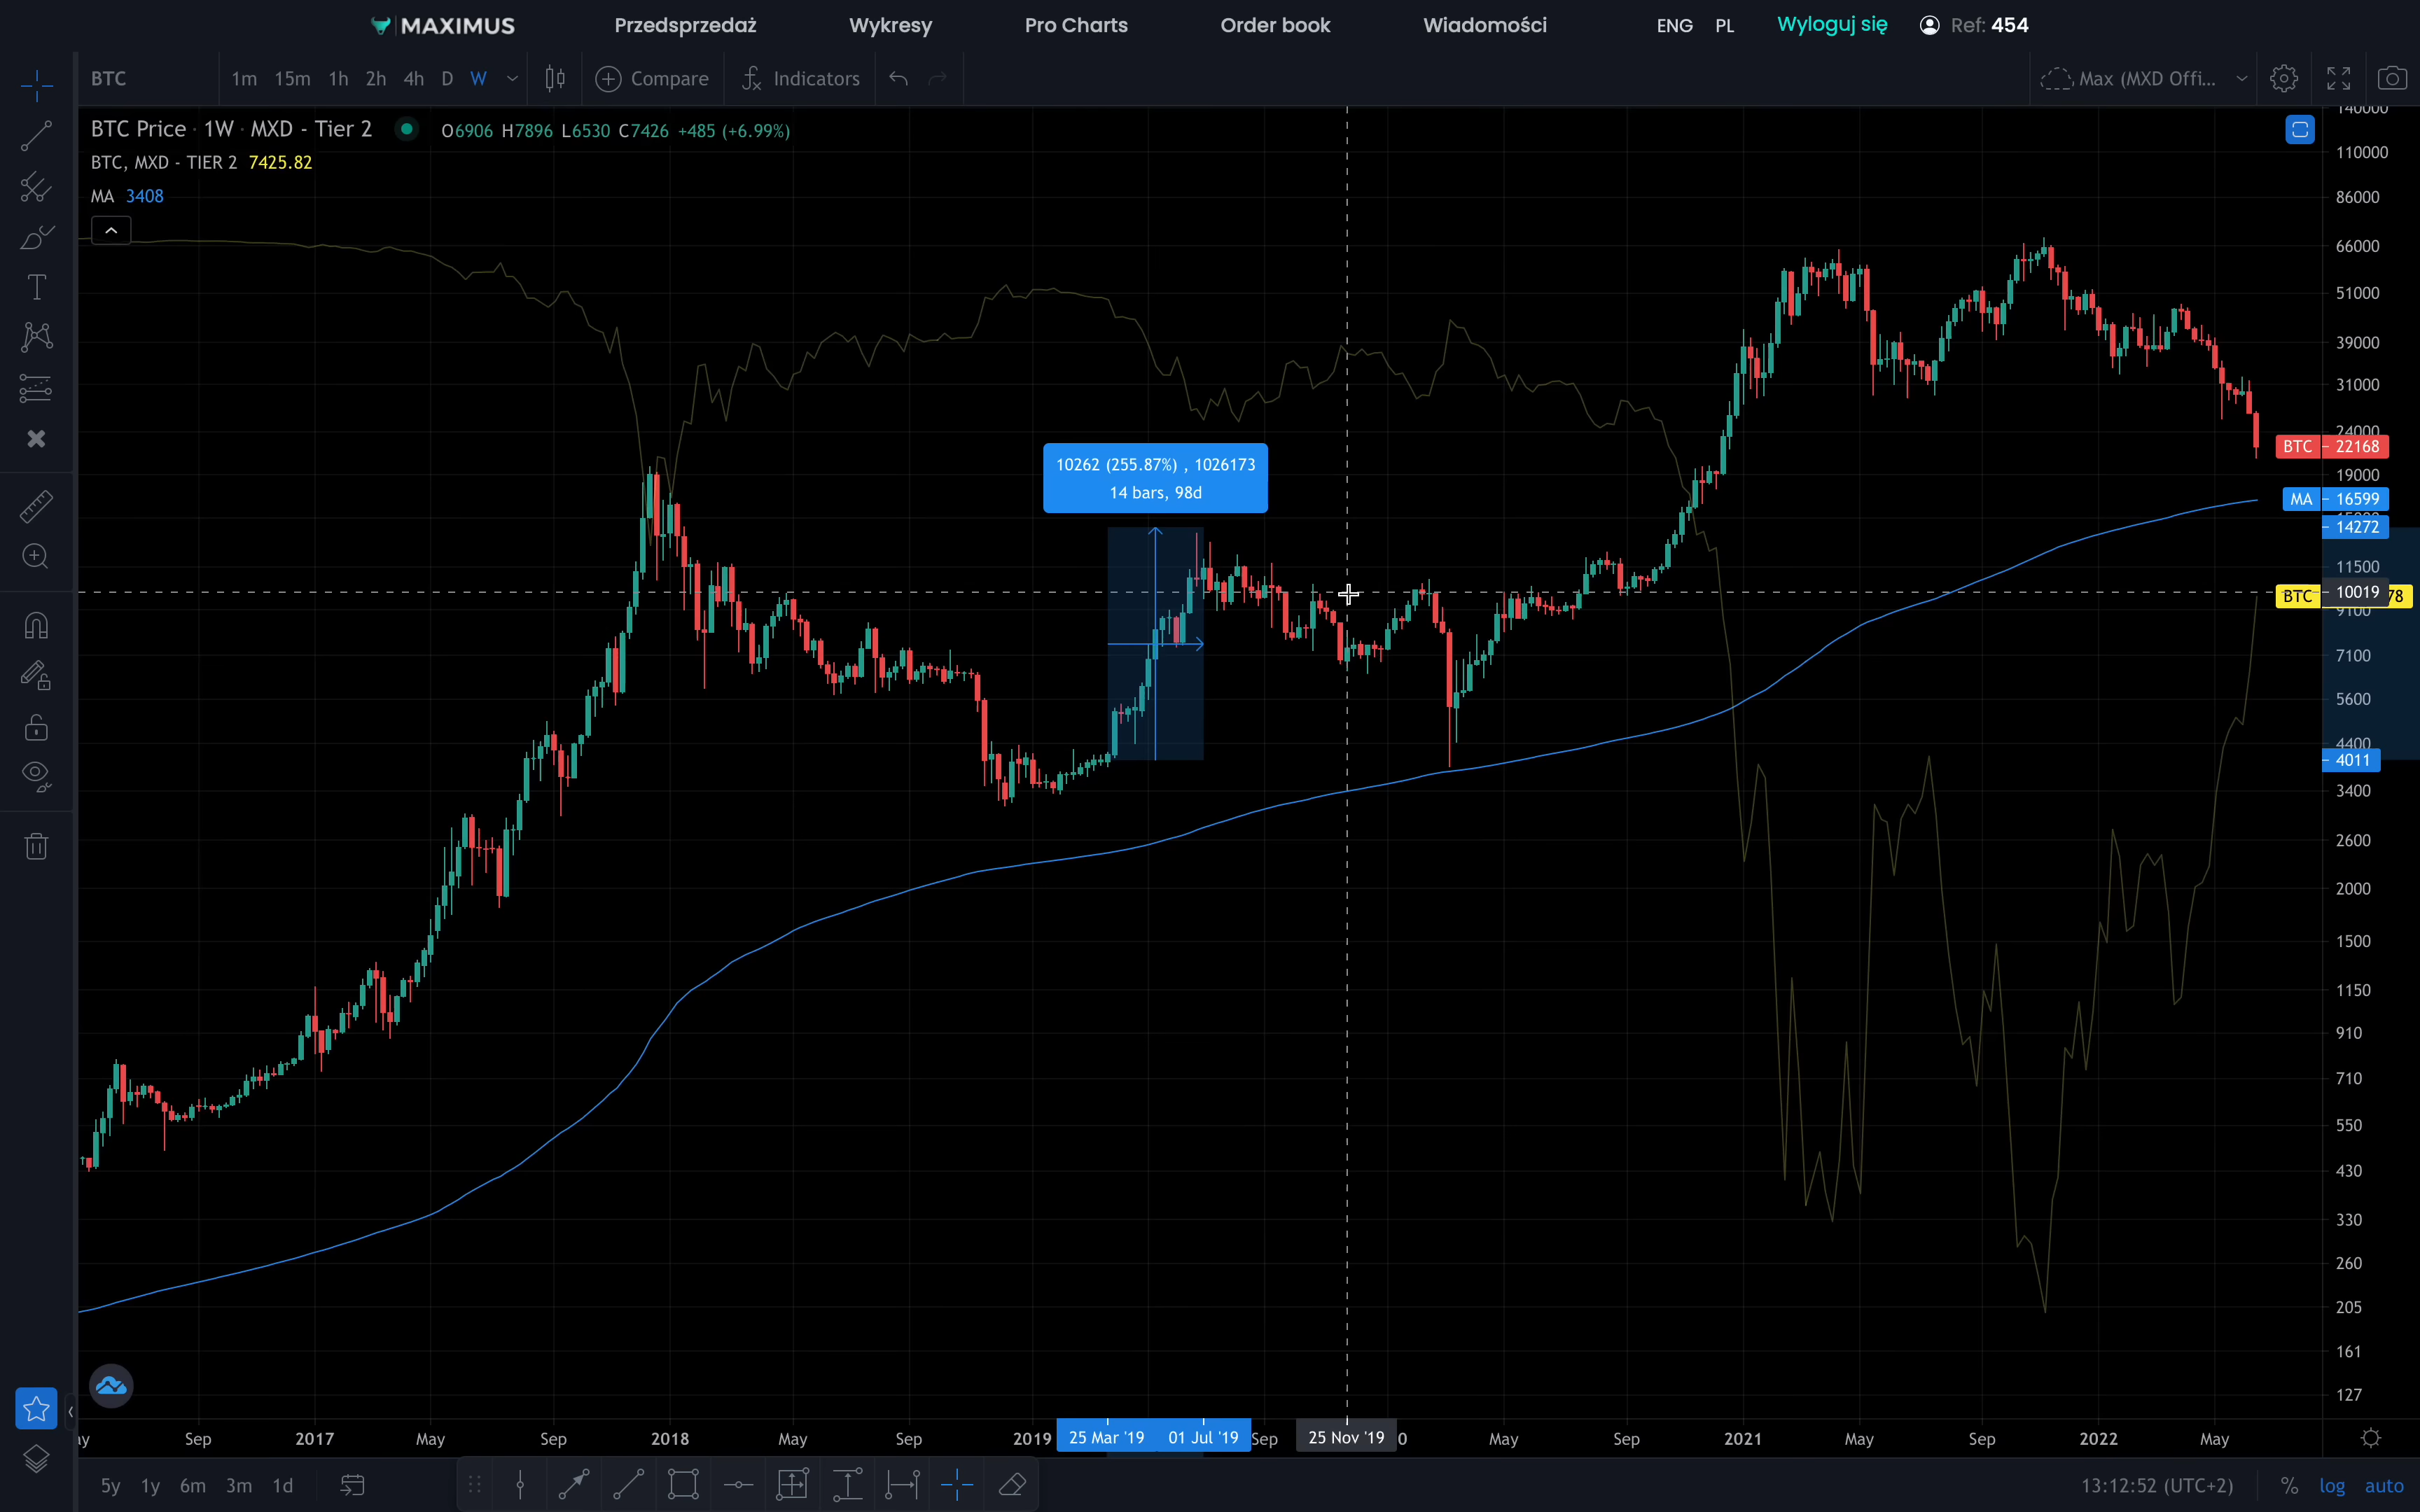 MAXIMUS Przedsprzedaż Wykresy Pro Charts Order book Wiadomości ENG PL Wyloguj się Ref: 454
BTC 1m 15m 1h 2h 4h D W Compare Indicators Max (MXD Offi...
BTC Price · 1W · MXD - Tier 2 O6906 H7896 L6530 C7426 +485 (+6.99%)
BTC, MXD - TIER 2 7425.82
MA 3408
140000
110000
86000
66000
51000
39000
31000
24000
BTC 22168
19000
MA 16599
14272
11500
BTC 10019 78
9100
7100
5600
4400
4011
3400
2600
2000
1500
1150
910
710
550
430
330
260
205
161
127
10262 (255.87%) , 1026173
14 bars, 98d
Sep 2017 May Sep 2018 May Sep 2019 25 Mar '19 01 Jul '19 Sep 25 Nov '19 0 May Sep 2021 May Sep 2022 May
5y 1y 6m 3m 1d 13:12:52 (UTC+2) % log auto